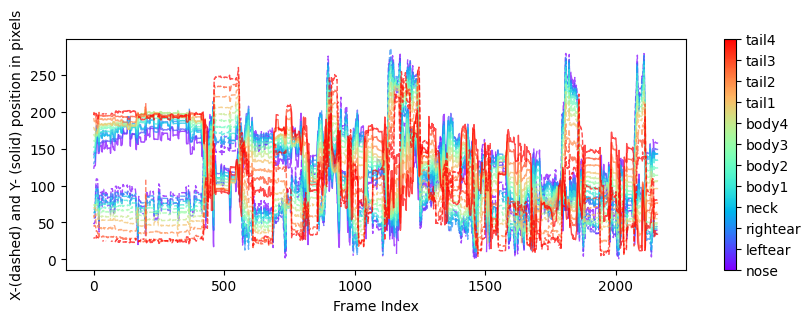 X-(dashed) and Y- (solid) position in pixels
250
200
150
100
50
0
0
500
1000
1500
2000
Frame Index
tail4
tail3
tail2
tail1
body4
body3
body2
body1
neck
rightear
leftear
nose